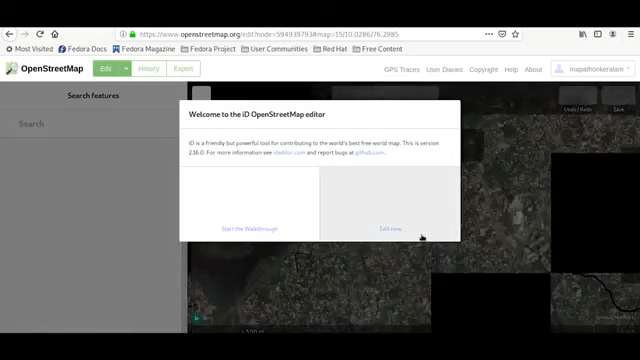 https://www.openstreetmap.org/edit?node=594939793#map=15/10.0286/76.2985
Most Visited Fedora Docs Fedora Magazine Fedora Project User Communities Red Hat Free Content
OpenStreetMap Edit History Export GPS Traces User Diaries Copyright Help About mapathonkeralam
Search features
Undo / Redo Save
Search
Welcome to the iD OpenStreetMap editor
iD is a friendly but powerful tool for contributing to the world's best free world map. This is version
2.16.0. For more information see ideditor.com and report bugs at github.com.
Start the Walkthrough Edit now
500